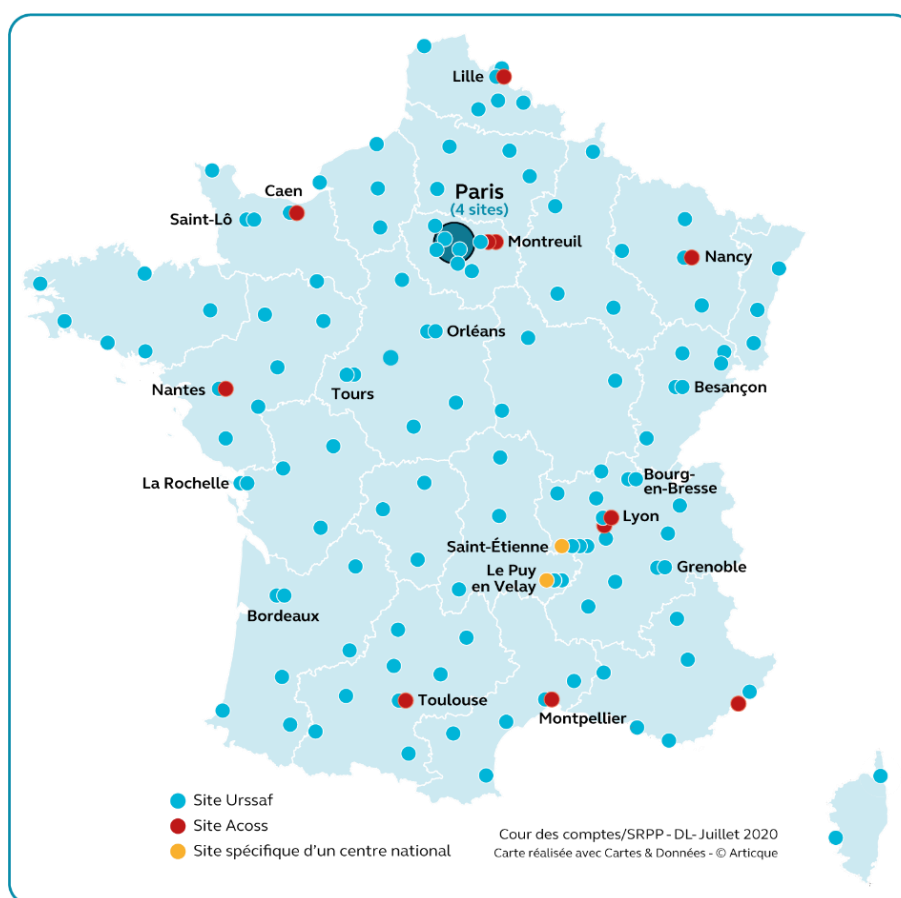 Lille
Paris
(4 sites)
Caen
Saint-Lô
Montreuil
Nancy
Orléans
Tours
Besançon
Nantes
La Rochelle
Bourg-
en-Bresse
Lyon
Saint-Étienne
Le Puy
en Velay
Grenoble
Bordeaux
Toulouse
Montpellier
Site Urssaf
Site Acoss
Site spécifique d'un centre national
Cour des comptes/SRPP - DL- Juillet 2020
Carte réalisée avec Cartes & Données - © Articque